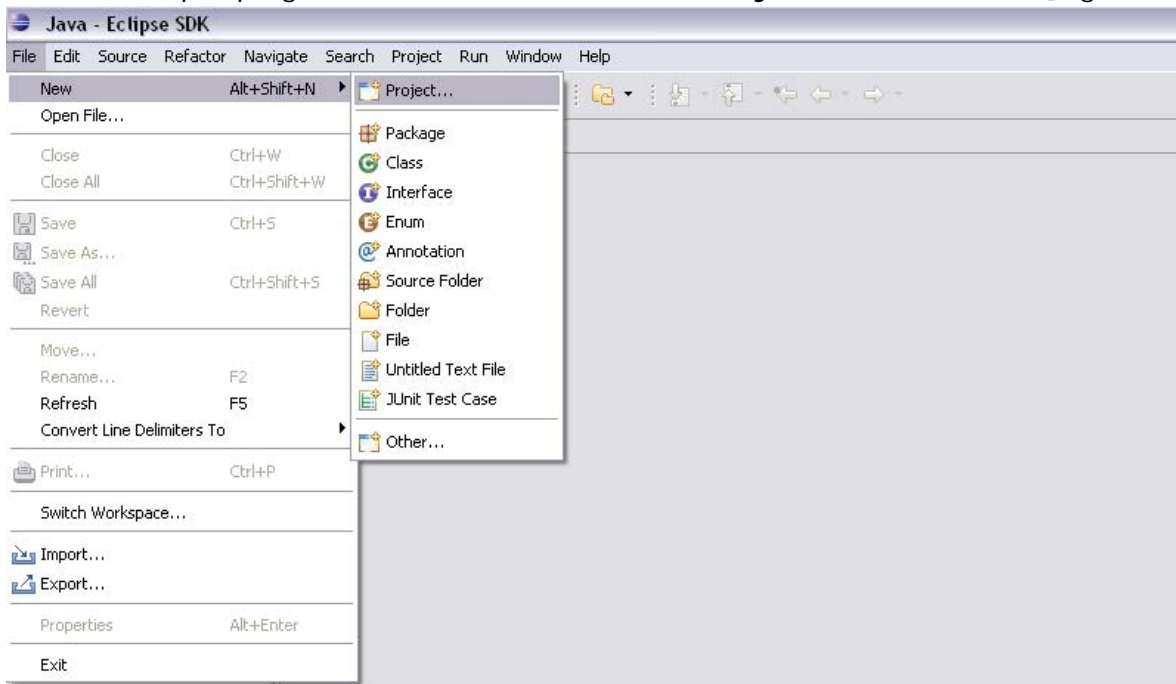 Java - Eclipse SDK
File Edit Source Refactor Navigate Search Project Run Window Help
New Alt+Shift+N
Open File...
Close Ctrl+W
Close All Ctrl+Shift+W
Save Ctrl+S
Save As...
Save All Ctrl+Shift+S
Revert
Move...
Rename... F2
Refresh F5
Convert Line Delimiters To
Print... Ctrl+P
Switch Workspace...
Import...
Export...
Properties Alt+Enter
Exit
Project...
Package
Class
Interface
Enum
Annotation
Source Folder
Folder
File
Untitled Text File
JUnit Test Case
Other...